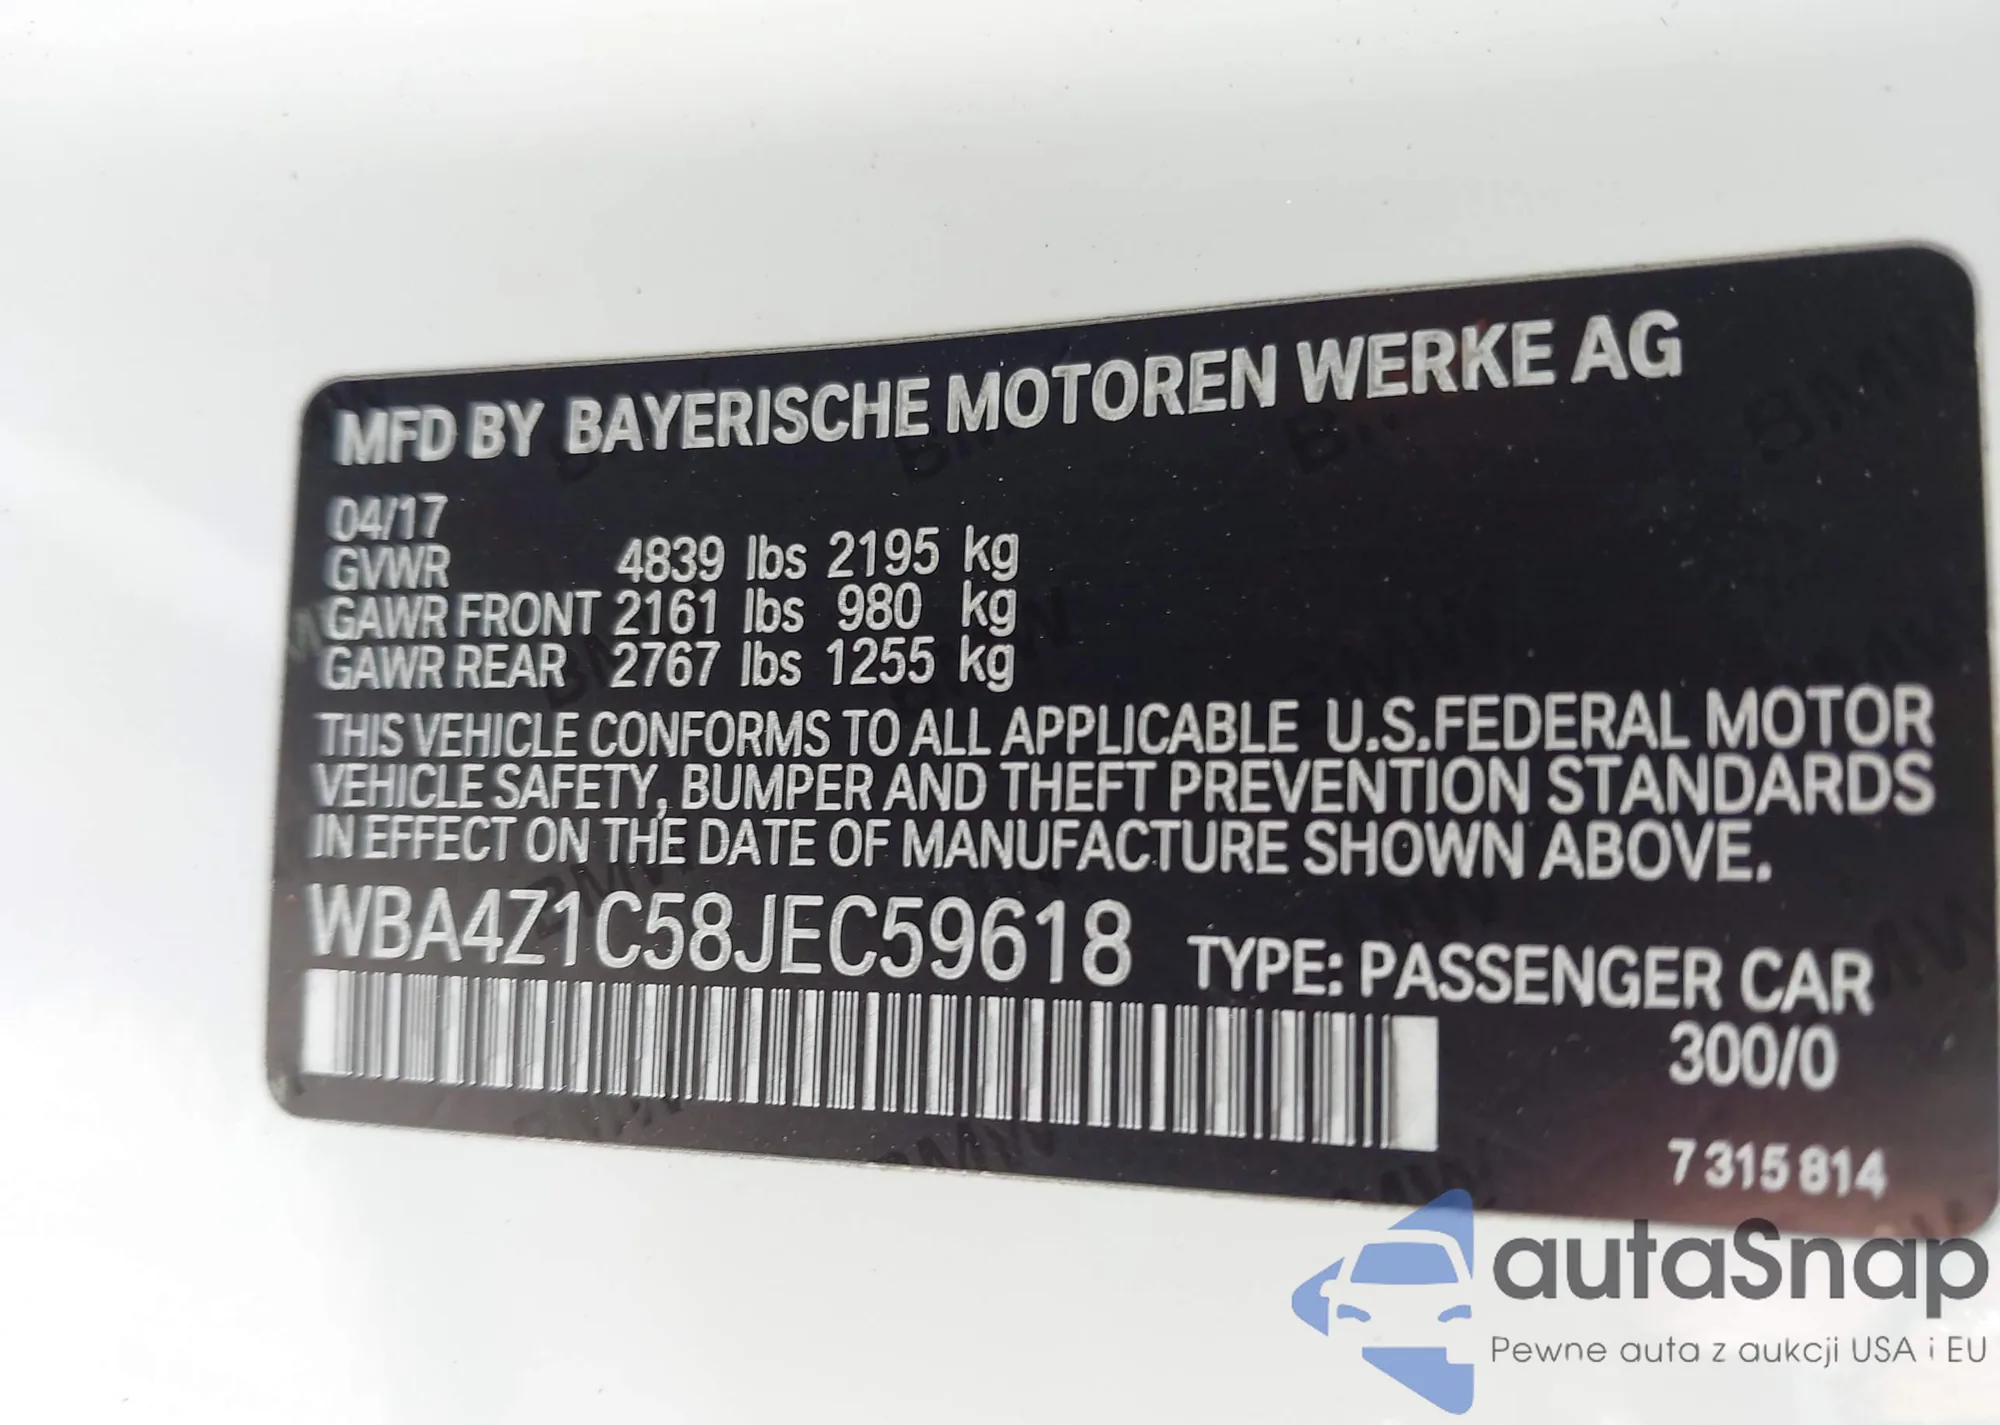 MFD BY BAYERISCHE MOTOREN WERKE AG
04/17
GVWR 4839 lbs 2195 kg
GAWR FRONT 2161 lbs 980 kg
GAWR REAR 2767 lbs 1255 kg
THIS VEHICLE CONFORMS TO ALL APPLICABLE U.S.FEDERAL MOTOR
VEHICLE SAFETY, BUMPER AND THEFT PREVENTION STANDARDS
IN EFFECT ON THE DATE OF MANUFACTURE SHOWN ABOVE.
WBA4Z1C58JEC59618 TYPE: PASSENGER CAR
300/0
7 315 814
autaSnap
Pewne auta z aukcji USA i EU